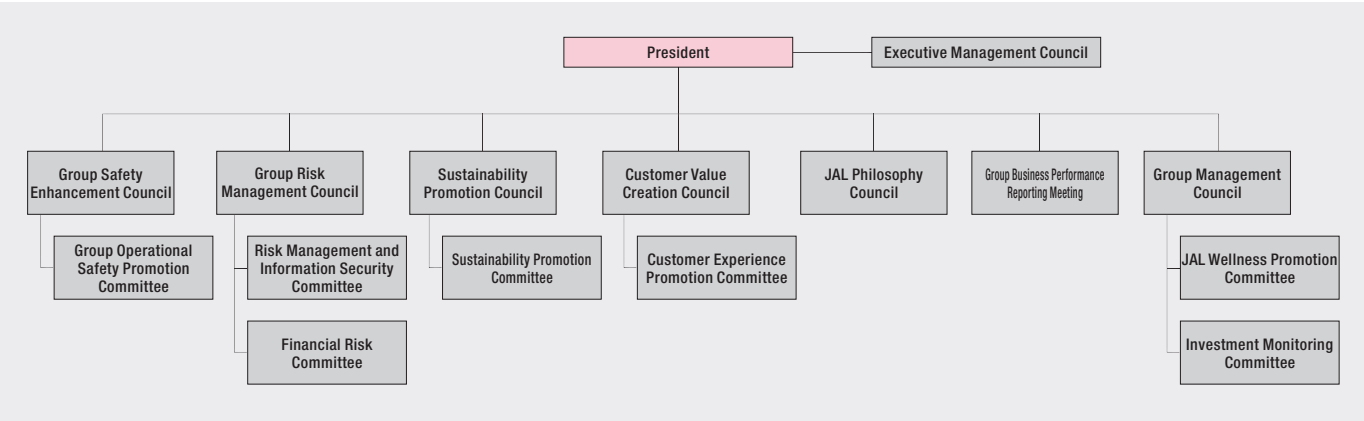 President
Executive Management Council
Group Safety
Enhancement Council
Group Risk
Management Council
Sustainability
Promotion Council
Customer Value
Creation Council
JAL Philosophy
Council
Group Business Performance
Reporting Meeting
Group Management
Council
Group Operational
Safety Promotion
Committee
Risk Management and
Information Security
Committee
Sustainability Promotion
Committee
Customer Experience
Promotion Committee
JAL Wellness Promotion
Committee
Financial Risk
Committee
Investment Monitoring
Committee